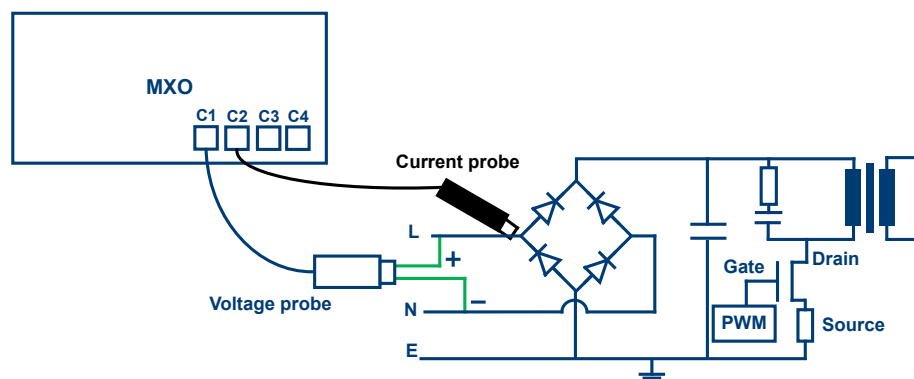 MXO
C1 C2 C3 C4
Current probe
L
+
Gate
Drain
Voltage probe
−
N
PWM
Source
E